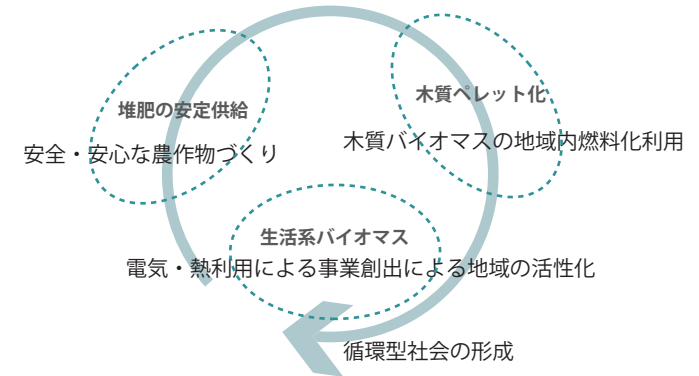 堆肥の安定供給
安全・安心な農作物づくり
木質ペレット化
木質バイオマスの地域内燃料化利用
生活系バイオマス
電気・熱利用による事業創出による地域の活性化
循環型社会の形成